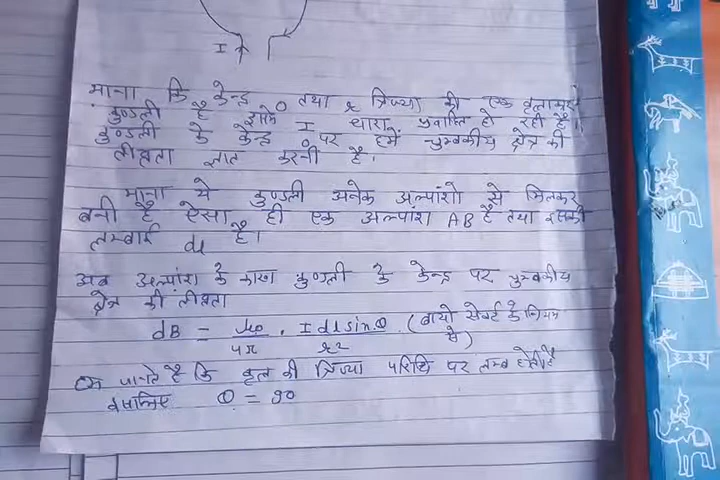 I
माना कि केन्द्र O तथा r त्रिज्या की एक वृत्ताकार
कुण्डली है इसमें I धारा प्रवाहित हो रही है।
कुण्डली के केन्द्र O पर हमें चुम्बकीय क्षेत्र की
तीव्रता ज्ञात करनी है।
माना ये कुण्डली अनेक अल्पांशो से मिलकर
बनी है ऐसा ही एक अल्पांश AB है तथा इसकी
लम्बाई dl है।
अब अल्पांश के कारण कुण्डली के केन्द्र पर चुम्बकीय
क्षेत्र की तीव्रता
dB = μ₀/4π . I dl sinθ/r² (बायो सेवर्ट के नियम से)
हम जानते है कि वृत्त की त्रिज्या परिधि पर लम्ब होती है
इसलिए θ = 90